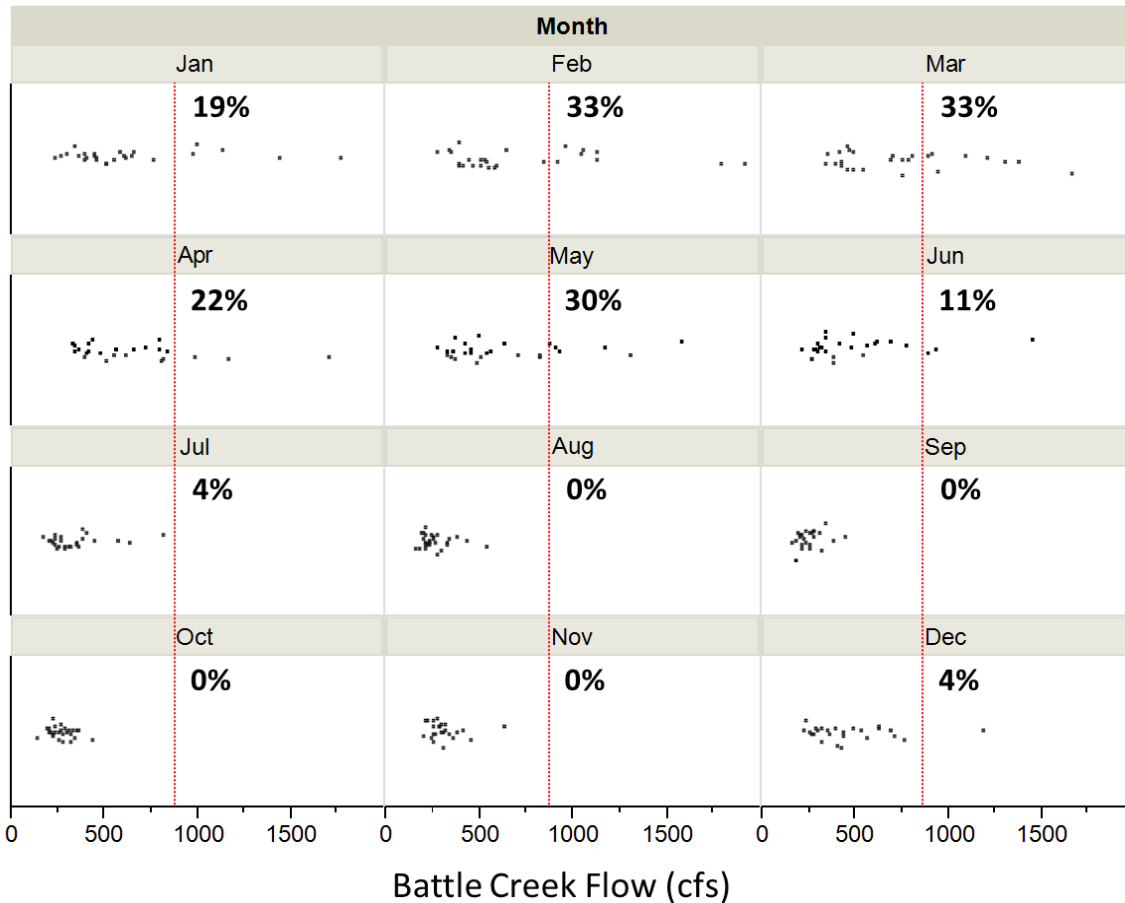 Month
Jan Feb Mar
19% 33% 33%
Apr May Jun
22% 30% 11%
Jul Aug Sep
4% 0% 0%
Oct Nov Dec
0% 0% 4%
0 500 1000 1500 0 500 1000 1500 0 500 1000 1500
Battle Creek Flow (cfs)